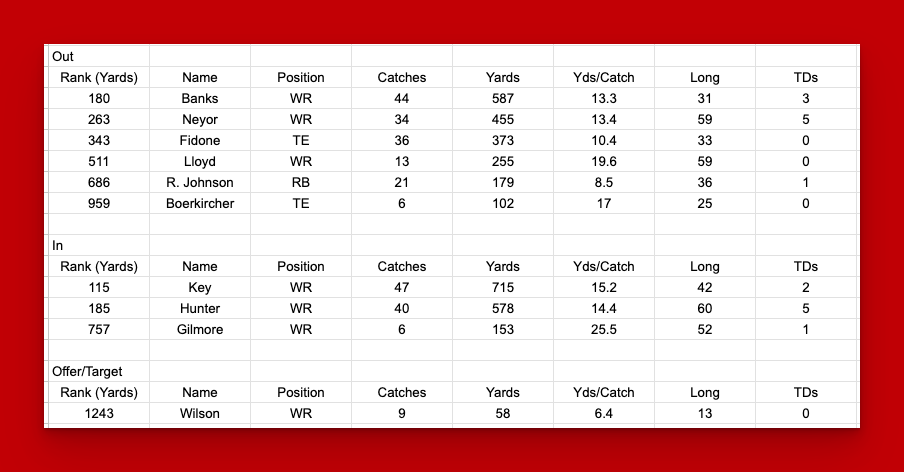 Out
Rank (Yards) Name Position Catches Yards Yds/Catch Long TDs
180 Banks WR 44 587 13.3 31 3
263 Neyor WR 34 455 13.4 59 5
343 Fidone TE 36 373 10.4 33 0
511 Lloyd WR 13 255 19.6 59 0
686 R. Johnson RB 21 179 8.5 36 1
959 Boerkircher TE 6 102 17 25 0
In
Rank (Yards) Name Position Catches Yards Yds/Catch Long TDs
115 Key WR 47 715 15.2 42 2
185 Hunter WR 40 578 14.4 60 5
757 Gilmore WR 6 153 25.5 52 1
Offer/Target
Rank (Yards) Name Position Catches Yards Yds/Catch Long TDs
1243 Wilson WR 9 58 6.4 13 0